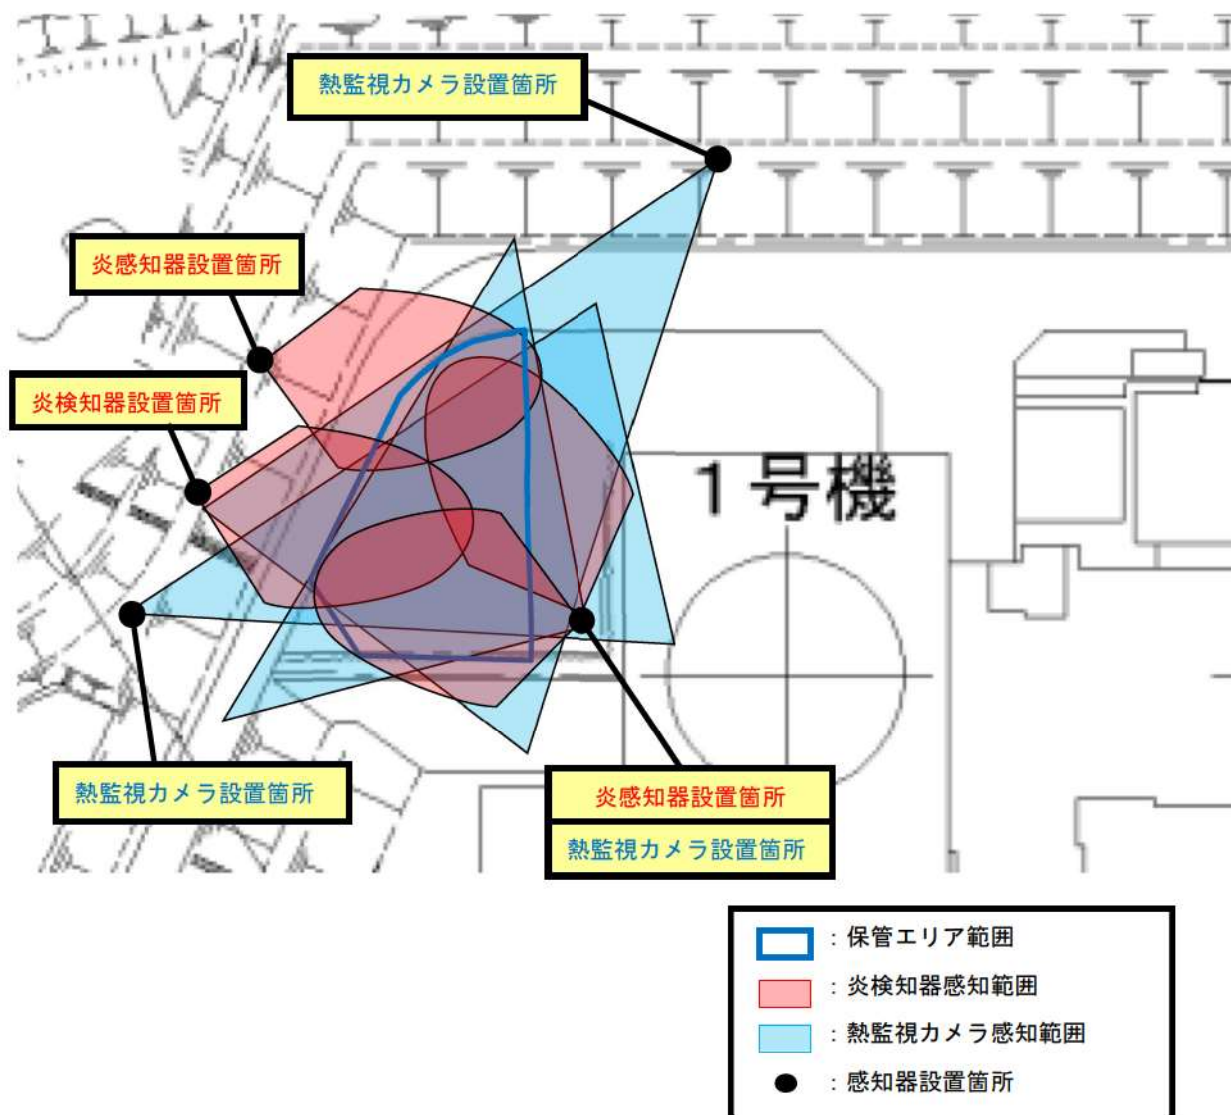 熱監視カメラ設置箇所
炎感知器設置箇所
炎検知器設置箇所
1号機
熱監視カメラ設置箇所
炎感知器設置箇所
熱監視カメラ設置箇所
：保管エリア範囲
：炎検知器感知範囲
：熱監視カメラ感知範囲
：感知器設置箇所